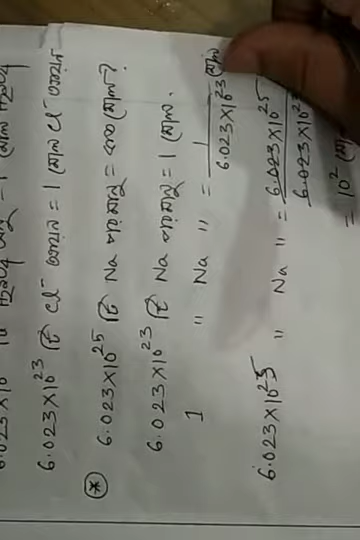 6.023×10²³ টি Cl⁻ আয়ন = 1 মোল Cl⁻ আয়ন
* 6.023×10²⁵ টি Na পরমাণু = কত মোল?
6.023×10²³ টি Na পরমাণু = 1 মোল.
1 " Na " = 1/6.023×10²³ মোল
6.023×10²⁵ " Na " = 6.023×10²⁵/6.023×10²
= 10²